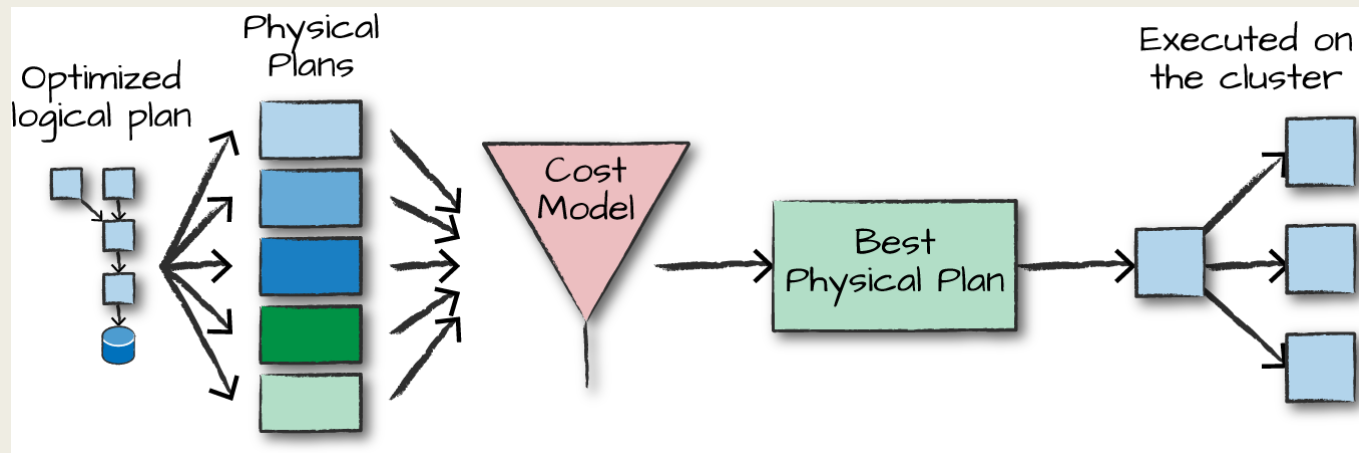 Optimized
logical plan
Physical
Plans
Cost
Model
Best
Physical Plan
Executed on
the cluster